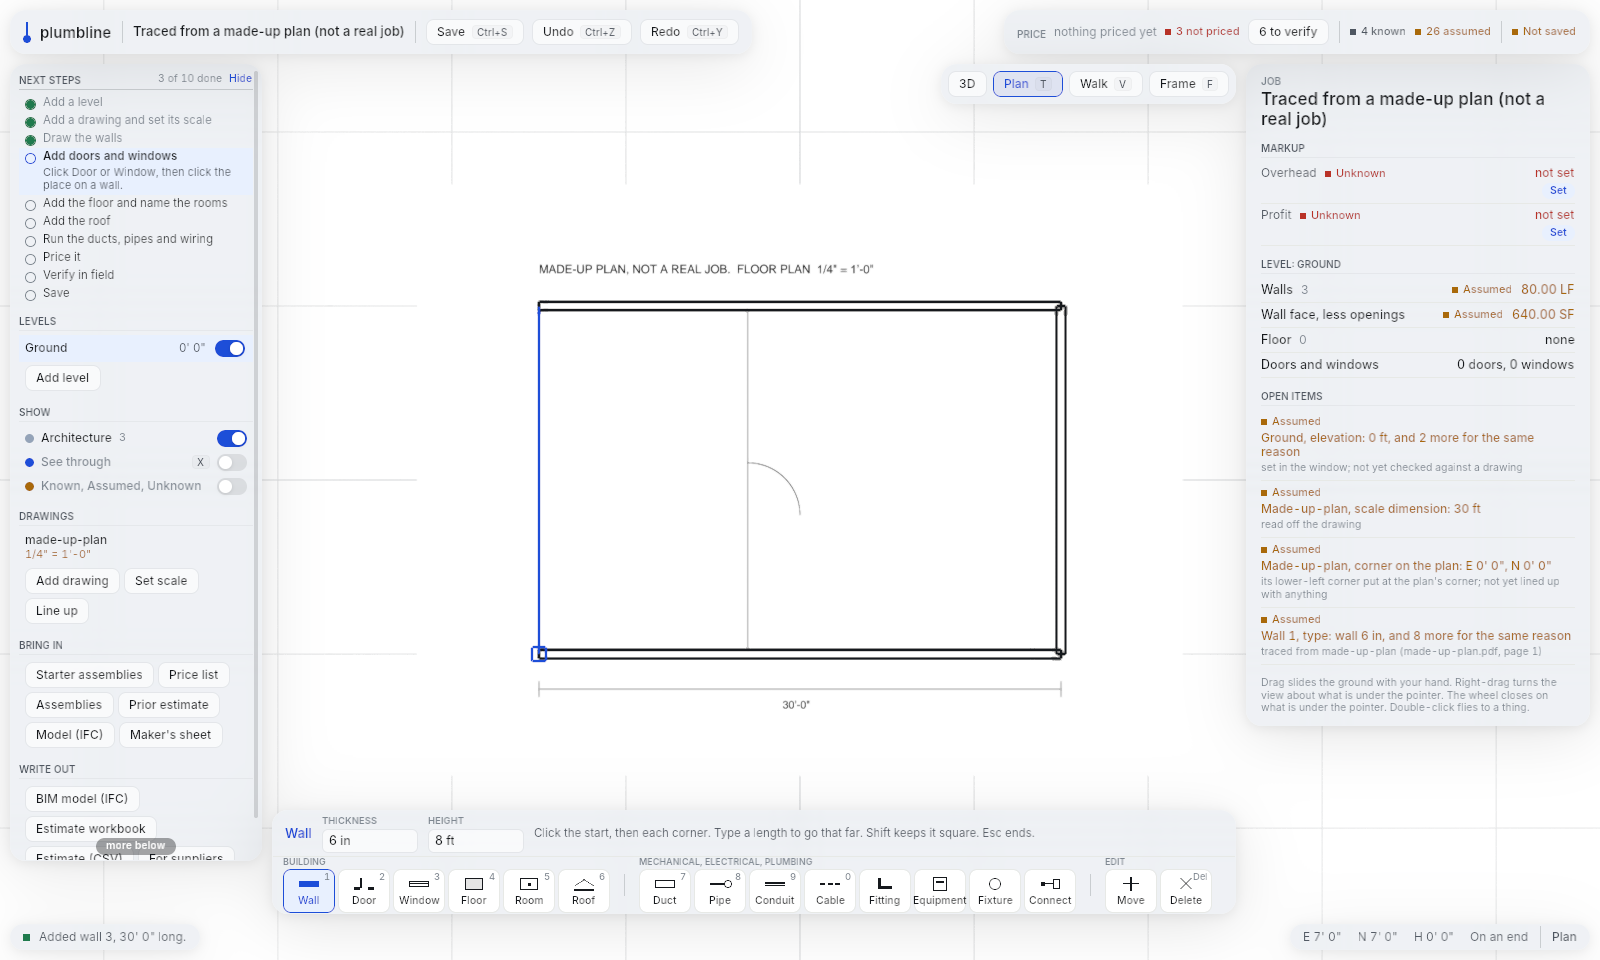 plumbline
Traced from a made-up plan (not a real job)
Save Ctrl+S
Undo Ctrl+Z
Redo Ctrl+Y
PRICE nothing priced yet 3 not priced
6 to verify
4 known 26 assumed
Not saved
NEXT STEPS 3 of 10 done Hide
Add a level
Add a drawing and set its scale
Draw the walls
Add doors and windows
Click Door or Window, then click the
place on a wall.
Add the floor and name the rooms
Add the roof
Run the ducts, pipes and wiring
Price it
Verify in field
Save
LEVELS
Ground 0' 0"
Add level
SHOW
Architecture 3
See through X
Known, Assumed, Unknown
DRAWINGS
made-up-plan
1/4" = 1'-0"
Add drawing Set scale
Line up
BRING IN
Starter assemblies Price list
Assemblies Prior estimate
Model (IFC) Maker's sheet
WRITE OUT
BIM model (IFC)
Estimate workbook
more below
Estimate (CSV) For suppliers
3D
Plan T
Walk V
Frame F
MADE-UP PLAN, NOT A REAL JOB. FLOOR PLAN 1/4" = 1'-0"
30'-0"
JOB
Traced from a made-up plan (not a
real job)
MARKUP
Overhead Unknown not set
Set
Profit Unknown not set
Set
LEVEL: GROUND
Walls 3 Assumed 80.00 LF
Wall face, less openings Assumed 640.00 SF
Floor 0 none
Doors and windows 0 doors, 0 windows
OPEN ITEMS
Assumed
Ground, elevation: 0 ft, and 2 more for the same
reason
set in the window; not yet checked against a drawing
Assumed
Made-up-plan, scale dimension: 30 ft
read off the drawing
Assumed
Made-up-plan, corner on the plan: E 0' 0", N 0' 0"
its lower-left corner put at the plan's corner; not yet lined up
with anything
Assumed
Wall 1, type: wall 6 in, and 8 more for the same reason
traced from made-up-plan (made-up-plan.pdf, page 1)
Drag slides the ground with your hand. Right-drag turns the
view about what is under the pointer. The wheel closes on
what is under the pointer. Double-click flies to a thing.
Wall
THICKNESS
6 in
HEIGHT
8 ft
Click the start, then each corner. Type a length to go that far. Shift keeps it square. Esc ends.
BUILDING
Wall 1
Door 2
Window 3
Floor 4
Room 5
Roof 6
MECHANICAL, ELECTRICAL, PLUMBING
Duct 7
Pipe 8
Conduit 9
Cable 0
Fitting
Equipment
Fixture
Connect
EDIT
Move
Delete Del
Added wall 3, 30' 0" long.
E 7' 0" N 7' 0" H 0' 0" On an end Plan